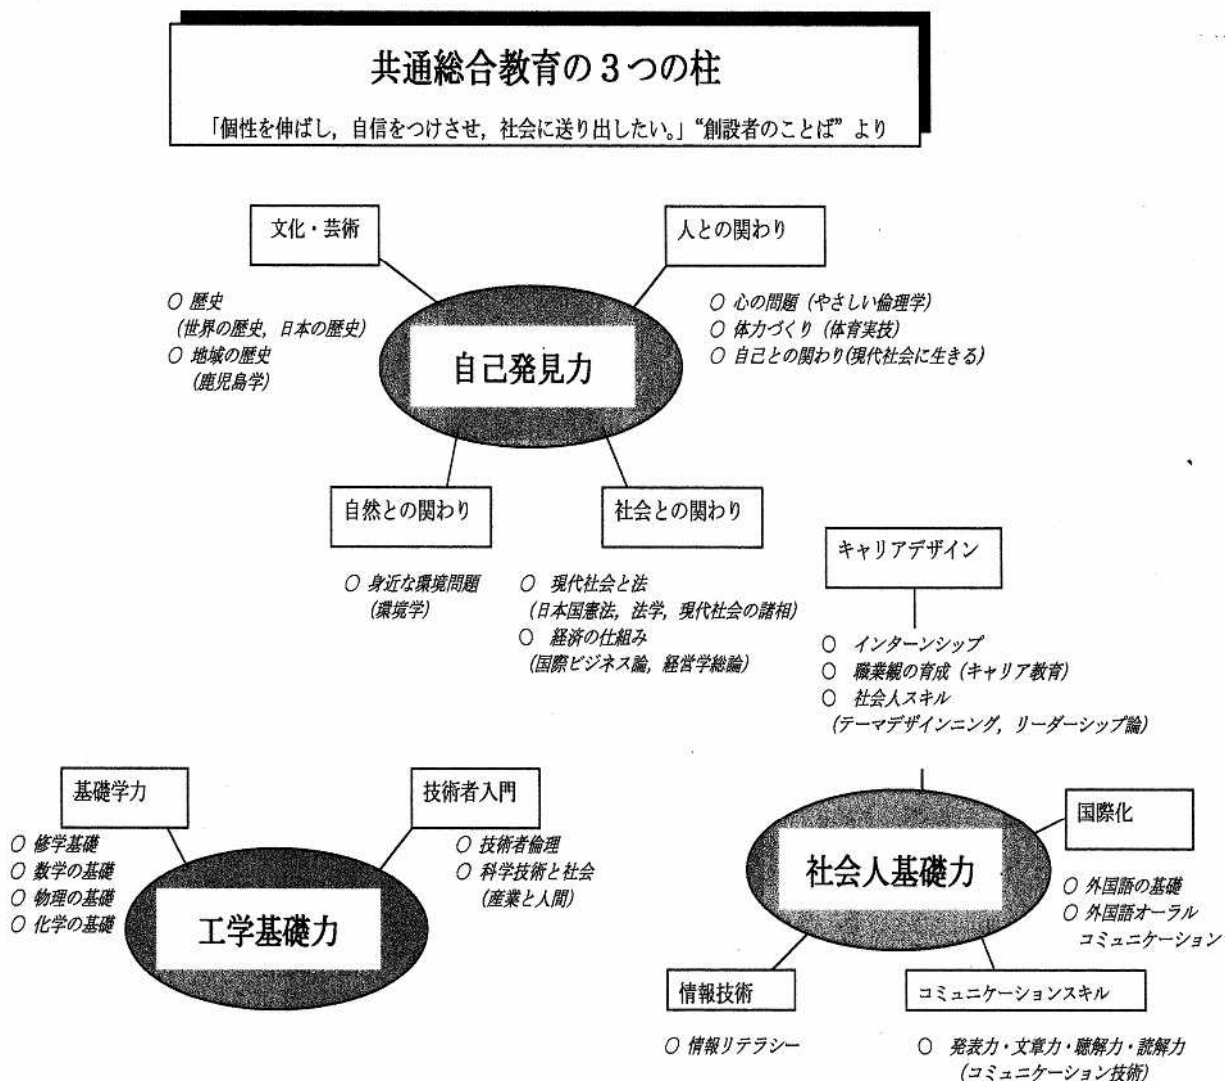 共通総合教育の3つの柱
「個性を伸ばし，自信をつけさせ，社会に送り出したい。」“創設者のことば”より
文化・芸術
○ 歴史
(世界の歴史，日本の歴史)
○ 地域の歴史
(鹿児島学)
人との関わり
○ 心の問題（やさしい倫理学）
○ 体力づくり（体育実技）
○ 自己との関わり(現代社会に生きる)
自己発見力
自然との関わり
○ 身近な環境問題
(環境学)
社会との関わり
○ 現代社会と法
(日本国憲法，法学，現代社会の諸相)
○ 経済の仕組み
(国際ビジネス論，経営学総論)
キャリアデザイン
○ インターンシップ
○ 職業観の育成（キャリア教育）
○ 社会人スキル
(テーマデザインニング，リーダーシップ論)
基礎学力
○ 修学基礎
○ 数学の基礎
○ 物理の基礎
○ 化学の基礎
技術者入門
○ 技術者倫理
○ 科学技術と社会
(産業と人間)
工学基礎力
社会人基礎力
国際化
○ 外国語の基礎
○ 外国語オーラル
コミュニケーション
情報技術
○ 情報リテラシー
コミュニケーションスキル
○ 発表力・文章力・聴解力・読解力
(コミュニケーション技術)